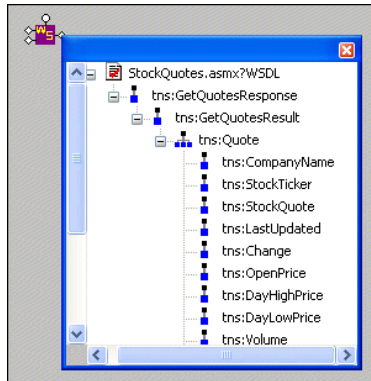 WS
StockQuotes.asmx?WSDL
tns:GetQuotesResponse
tns:GetQuotesResult
tns:Quote
tns:CompanyName
tns:StockTicker
tns:StockQuote
tns:LastUpdated
tns:Change
tns:OpenPrice
tns:DayHighPrice
tns:DayLowPrice
tns:Volume